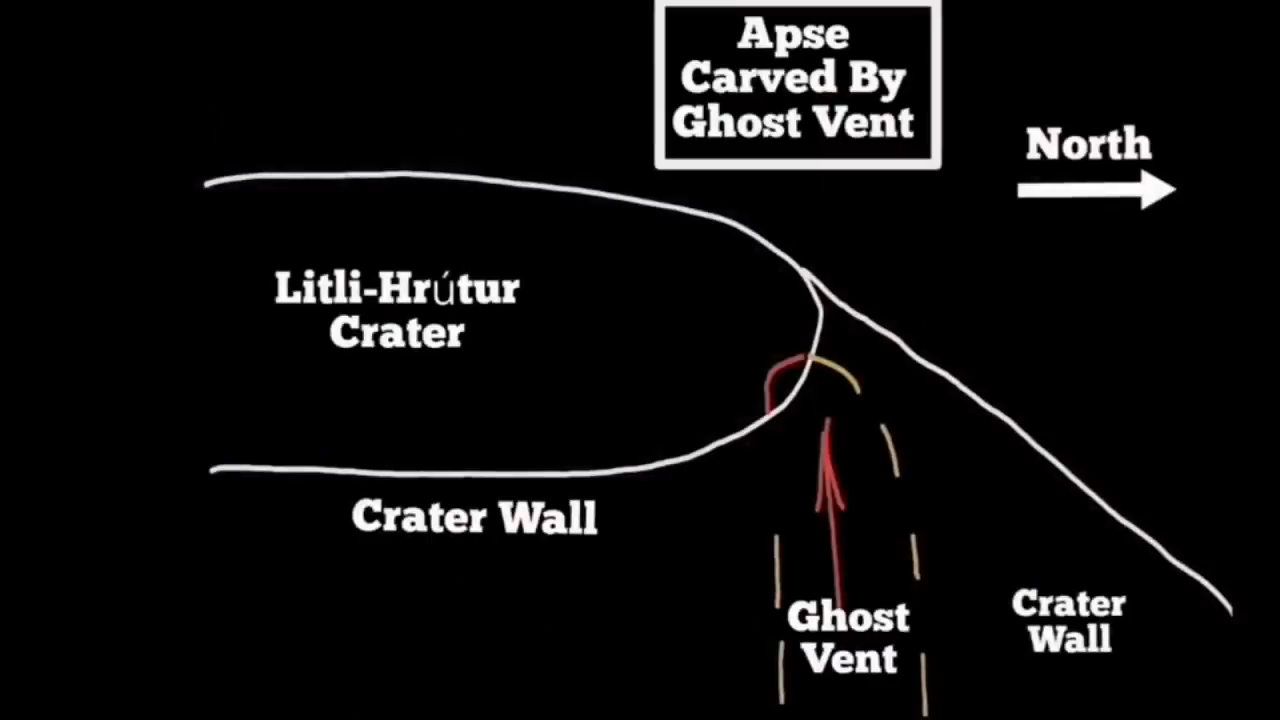 Apse
Carved By
Ghost Vent
North
Litli-Hrútur
Crater
Crater Wall
Ghost
Vent
Crater
Wall